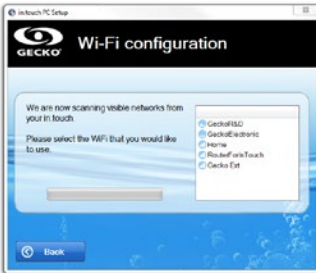 in.touch PC Setup
GECKO
Wi-Fi configuration
We are now scanning visible networks from
your in.touch
Please select the WiFi that you would like
to use.
GeckoR&D
GeckoElectronic
Home
RouterForinTouch
Gecko Ext
Back